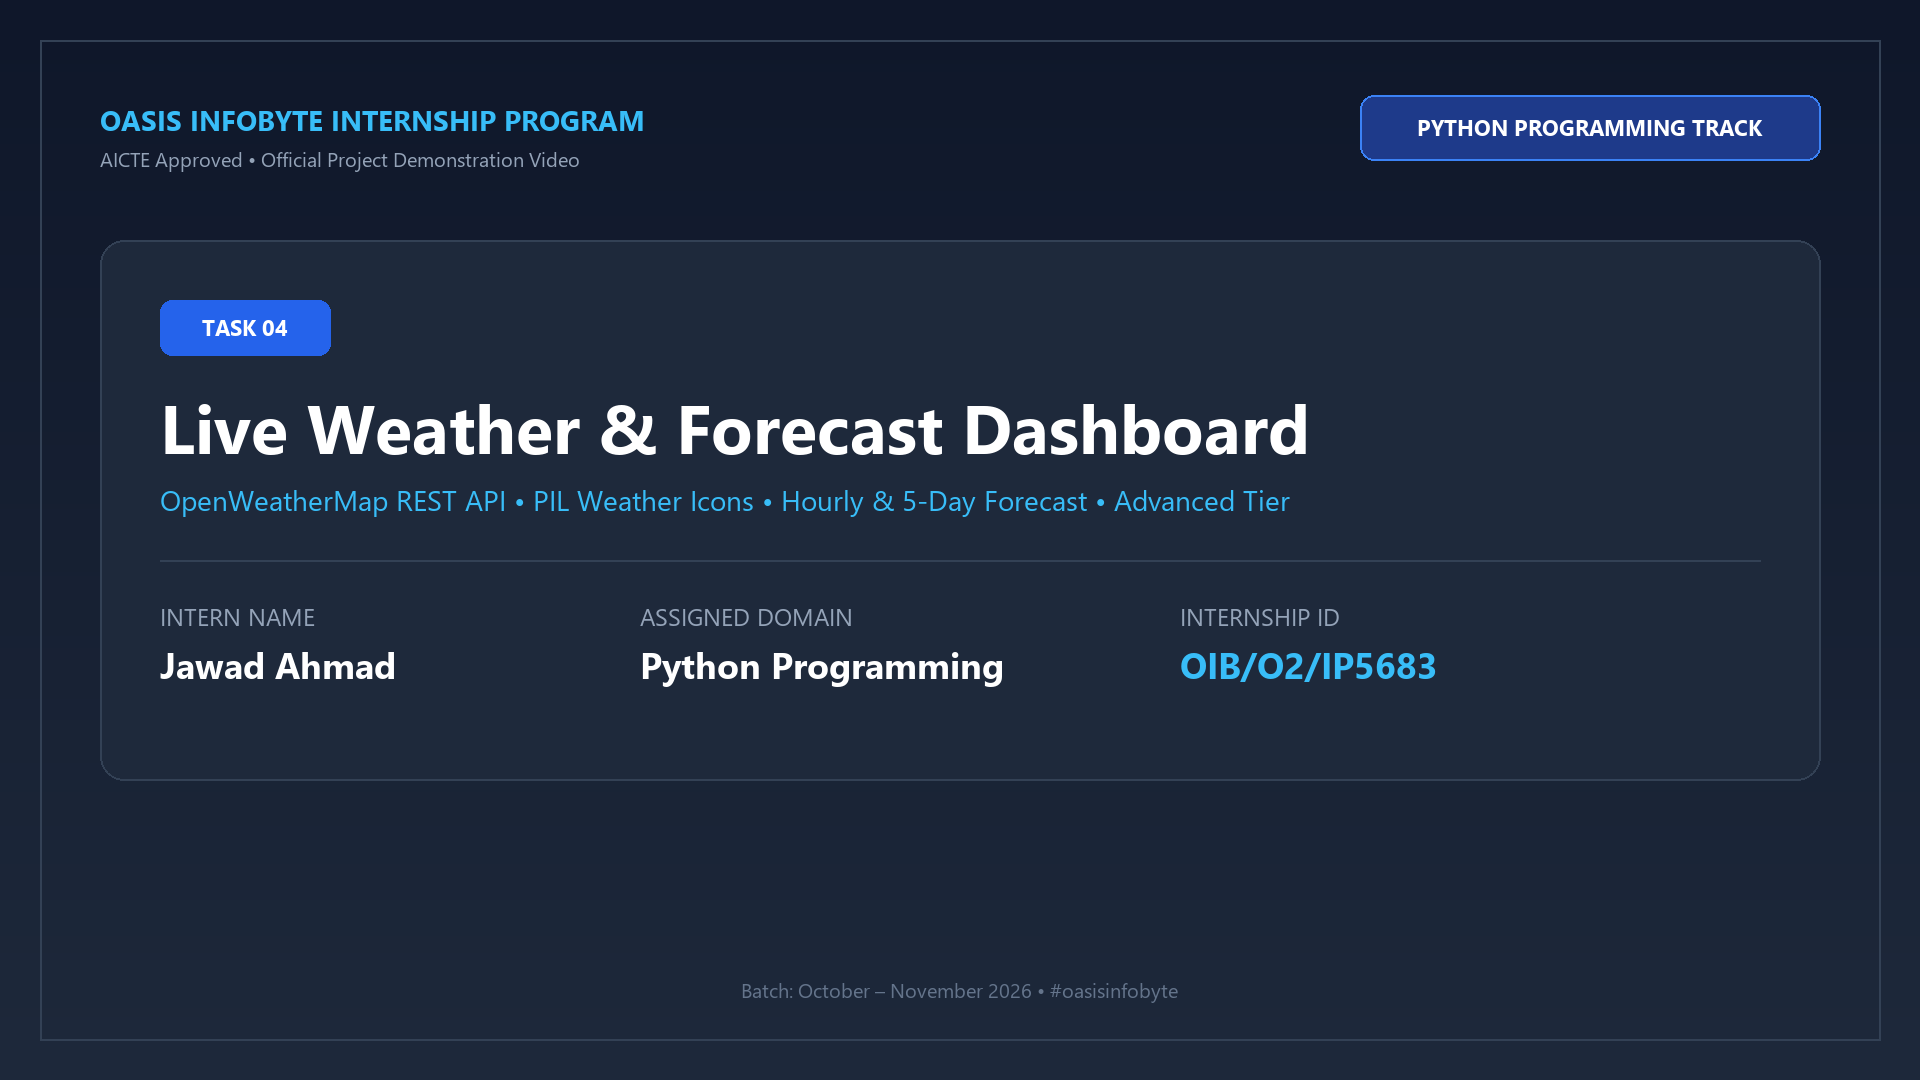 OASIS INFOBYTE INTERNSHIP PROGRAM
AICTE Approved • Official Project Demonstration Video
PYTHON PROGRAMMING TRACK
TASK 04
Live Weather & Forecast Dashboard
OpenWeatherMap REST API • PIL Weather Icons • Hourly & 5-Day Forecast • Advanced Tier
INTERN NAME
Jawad Ahmad
ASSIGNED DOMAIN
Python Programming
INTERNSHIP ID
OIB/O2/IP5683
Batch: October – November 2026 • #oasisinfobyte